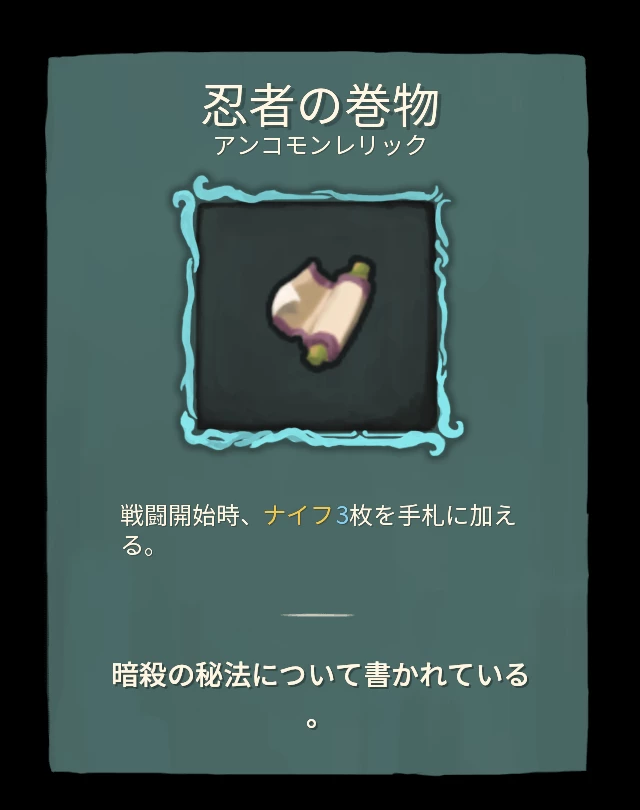 忍者の巻物
アンコモンレリック
戦闘開始時、ナイフ3枚を手札に加え
る。
暗殺の秘法について書かれている
。